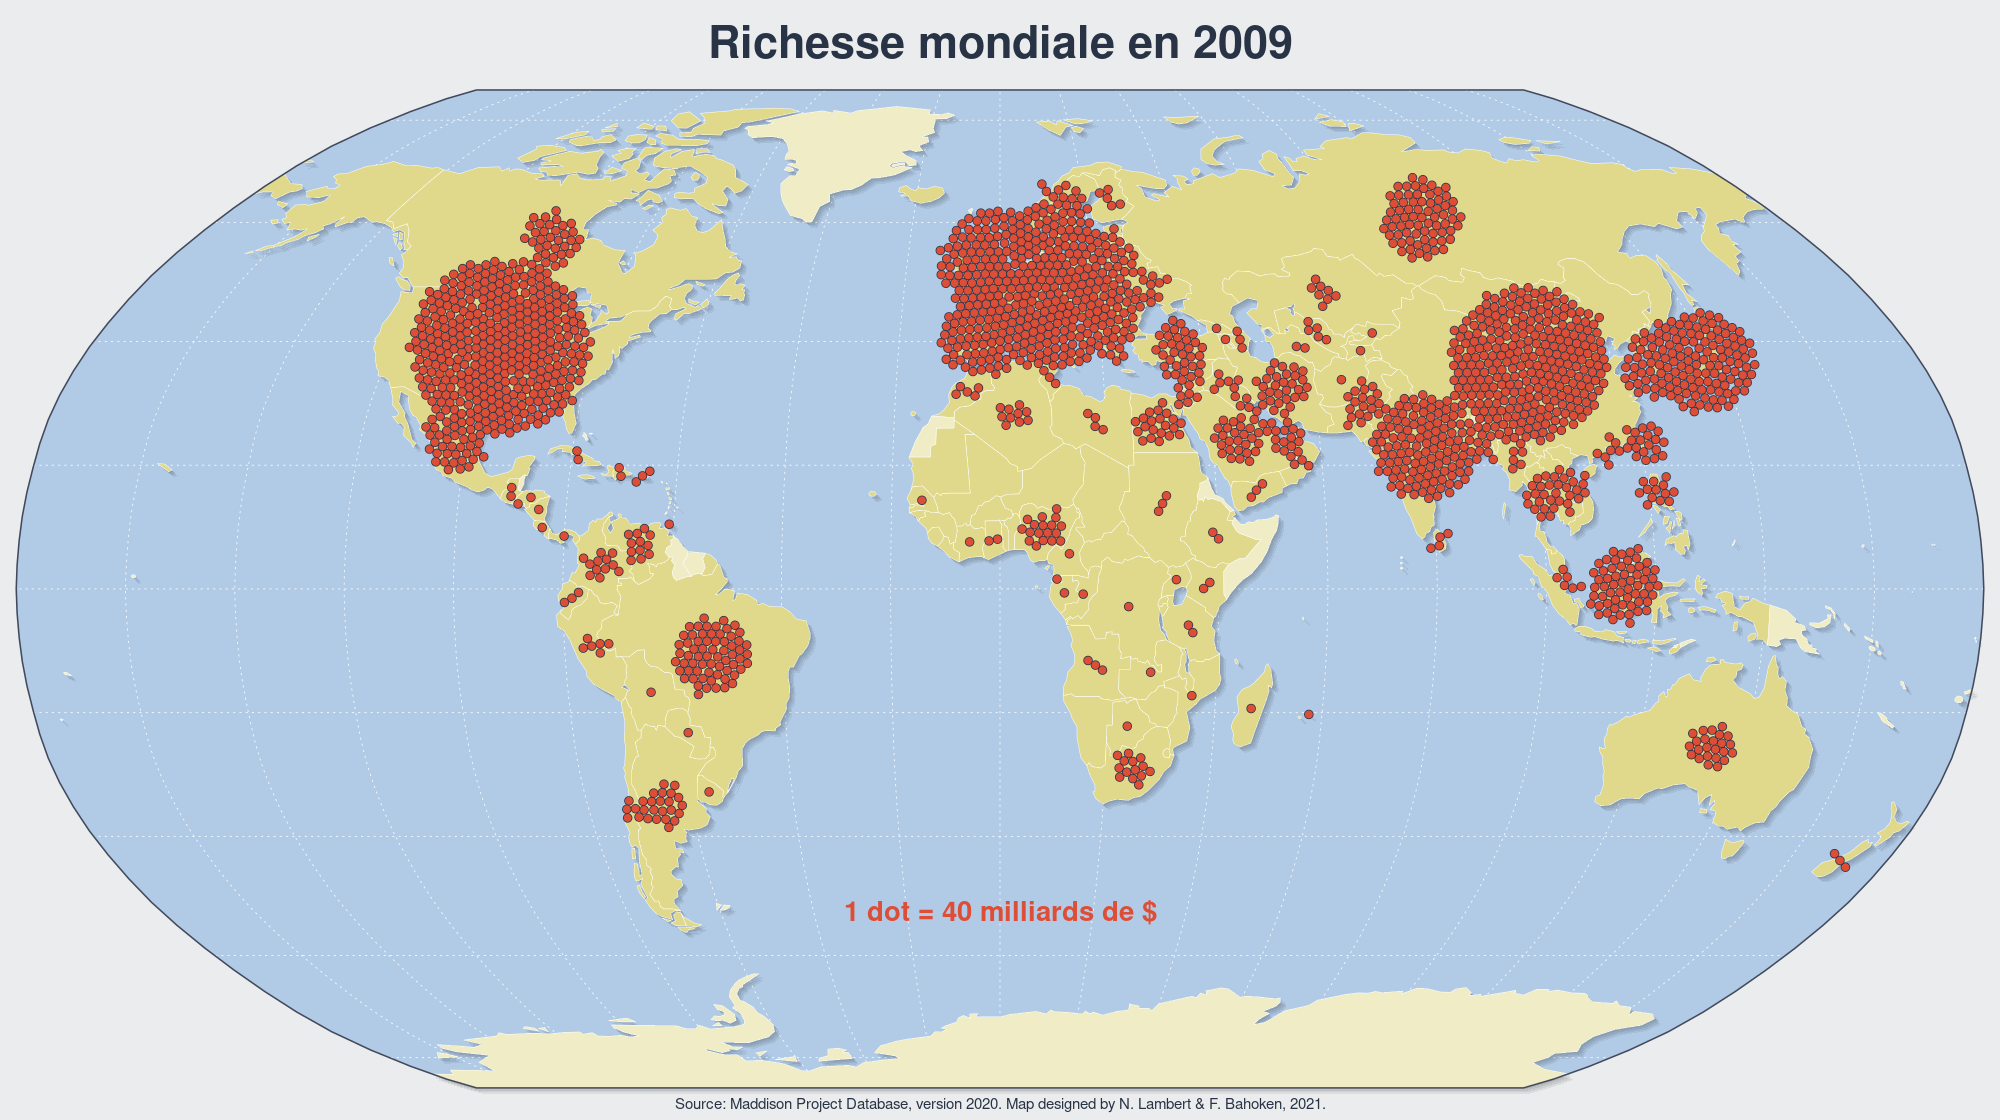 Richesse mondiale en 2009
1 dot = 40 milliards de $
Source: Maddison Project Database, version 2020. Map designed by N. Lambert & F. Bahoken, 2021.